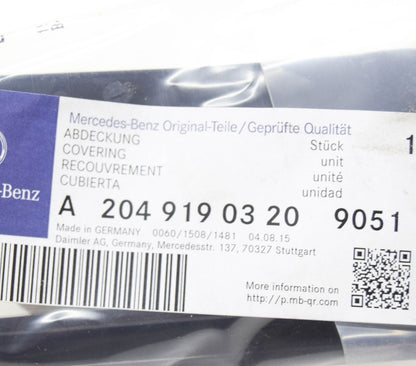 Mercedes-Benz Original-Teile/Geprüfte Qualität
ABDECKUNG
COVERING
RECOUVREMENT
CUBIERTA
Stück 1
unit
unité
unidad
-Benz
A 204 919 03 20 9051
Made in GERMANY 0060/1508/1481 04.08.15
Daimler AG, Germany, Mercedesstr. 137, 70327 Stuttgart
More information on
http://p.mb-qr.com/